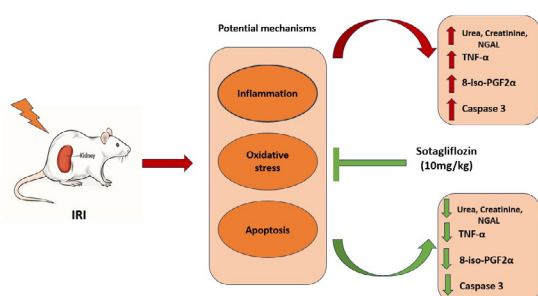 Potential mechanisms
Kidney
IRI
Inflammation
Oxidative
stress
Apoptosis
Urea, Creatinine,
NGAL
TNF-α
8-iso-PGF2α
Caspase 3
Sotagliflozin
(10mg/kg)
Urea, Creatinine,
NGAL
TNF-α
8-iso-PGF2α
Caspase 3